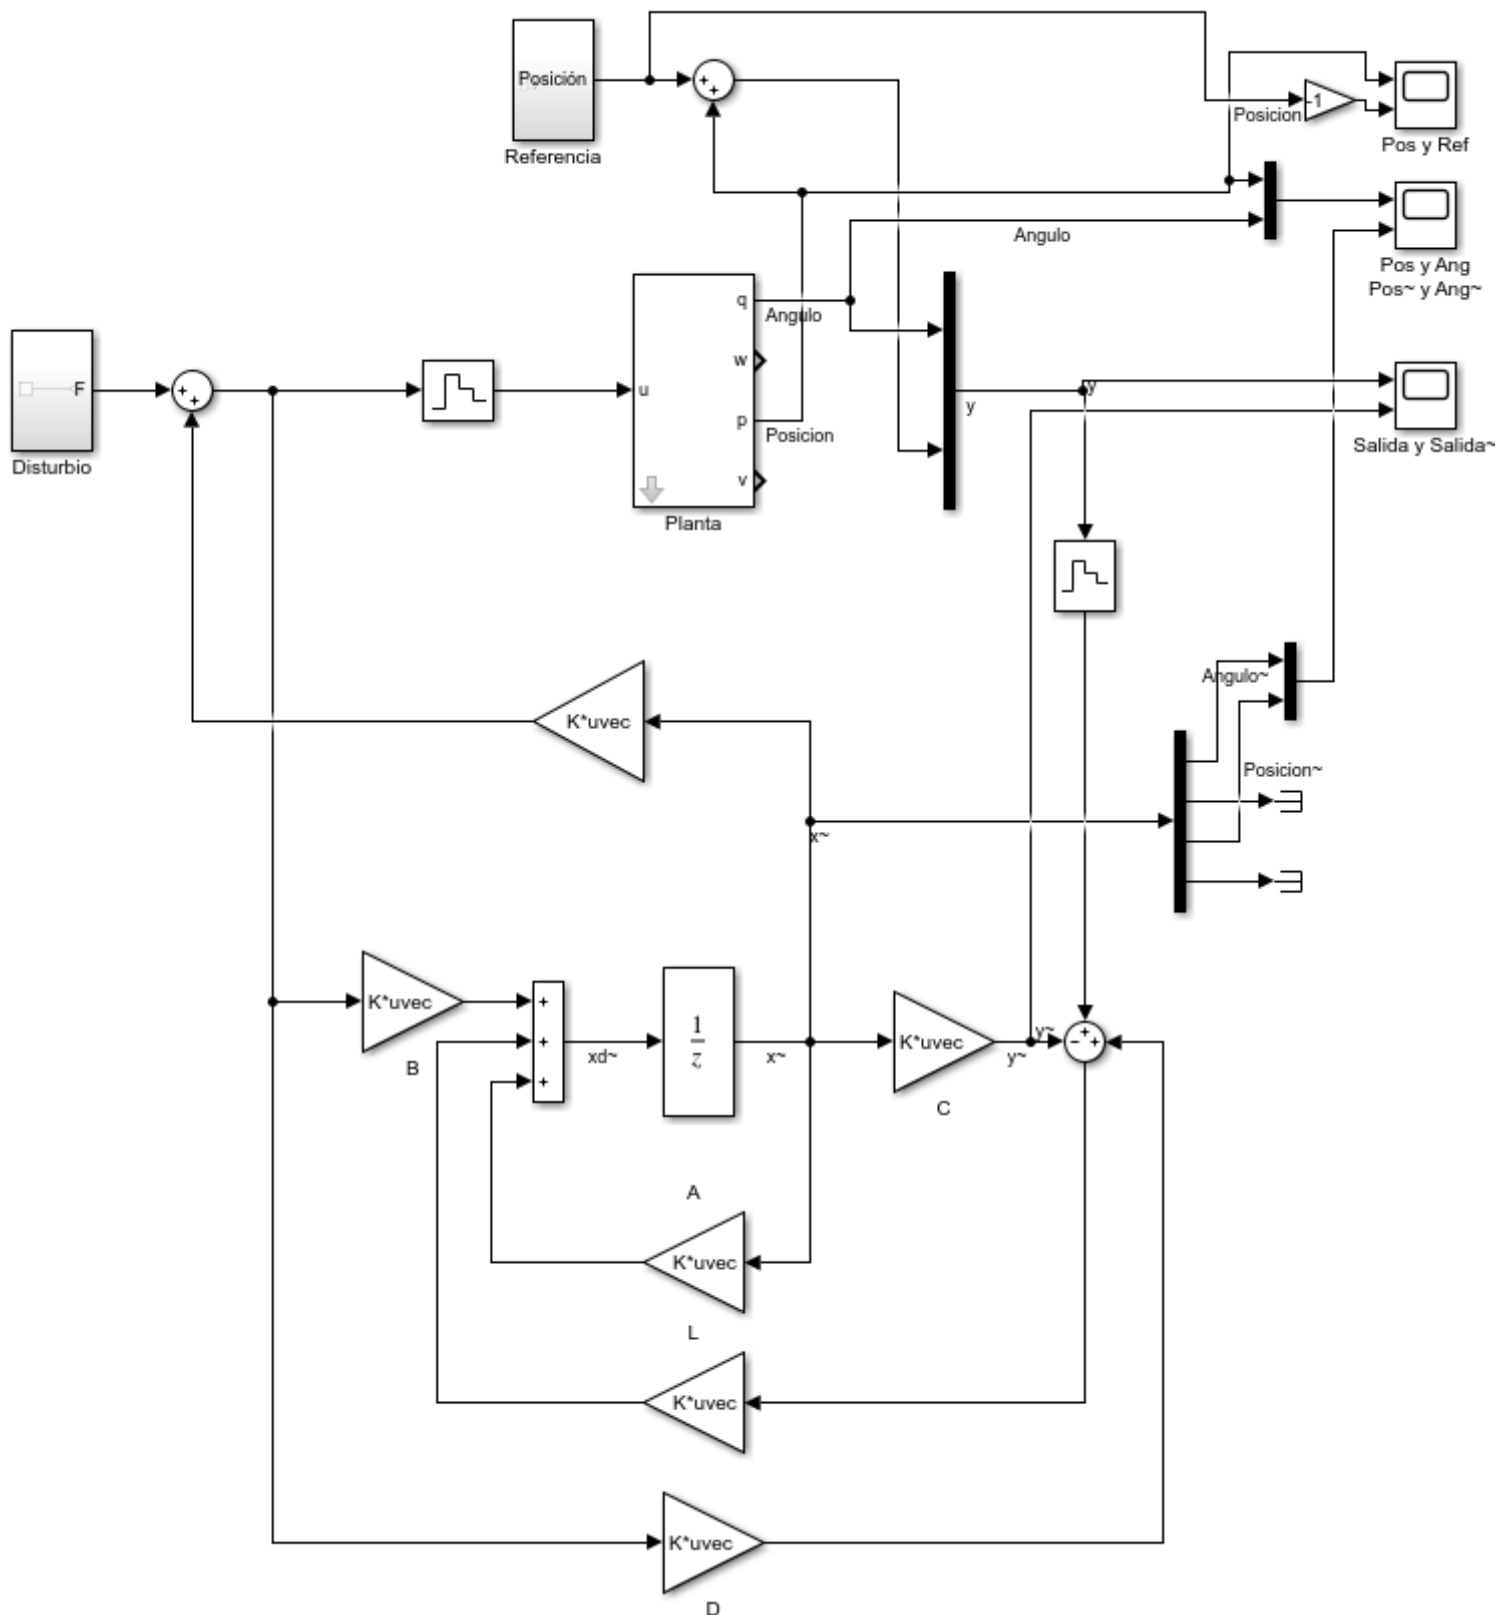 Posición
Referencia
+
+
Posicion
-1
Pos y Ref
Angulo
Pos y Ang
Pos~ y Ang~
F
Disturbio
+
+
u
q
w
p
v
Angulo
Posicion
Planta
y
y
Salida y Salida~
K*uvec
Angulo~
Posicion~
x~
K*uvec
B
+
+
+
xd~
1
z
x~
K*uvec
C
y~
y~
+
-
+
A
K*uvec
L
K*uvec
K*uvec
D